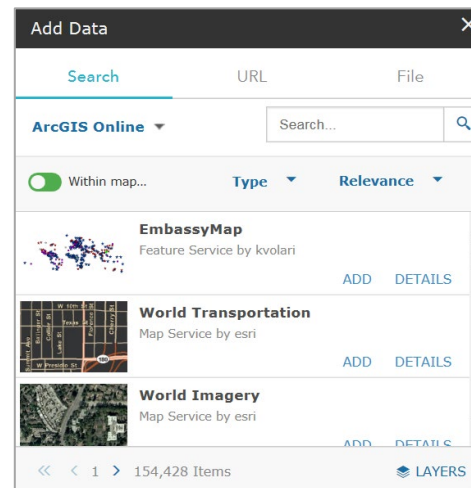 Add Data
Search URL File
ArcGIS Online Search...
Within map... Type Relevance
EmbassyMap
Feature Service by kvolari
ADD DETAILS
World Transportation
Map Service by esri
ADD DETAILS
World Imagery
Map Service by esri
ADD DETAILS
1 154,428 Items LAYERS